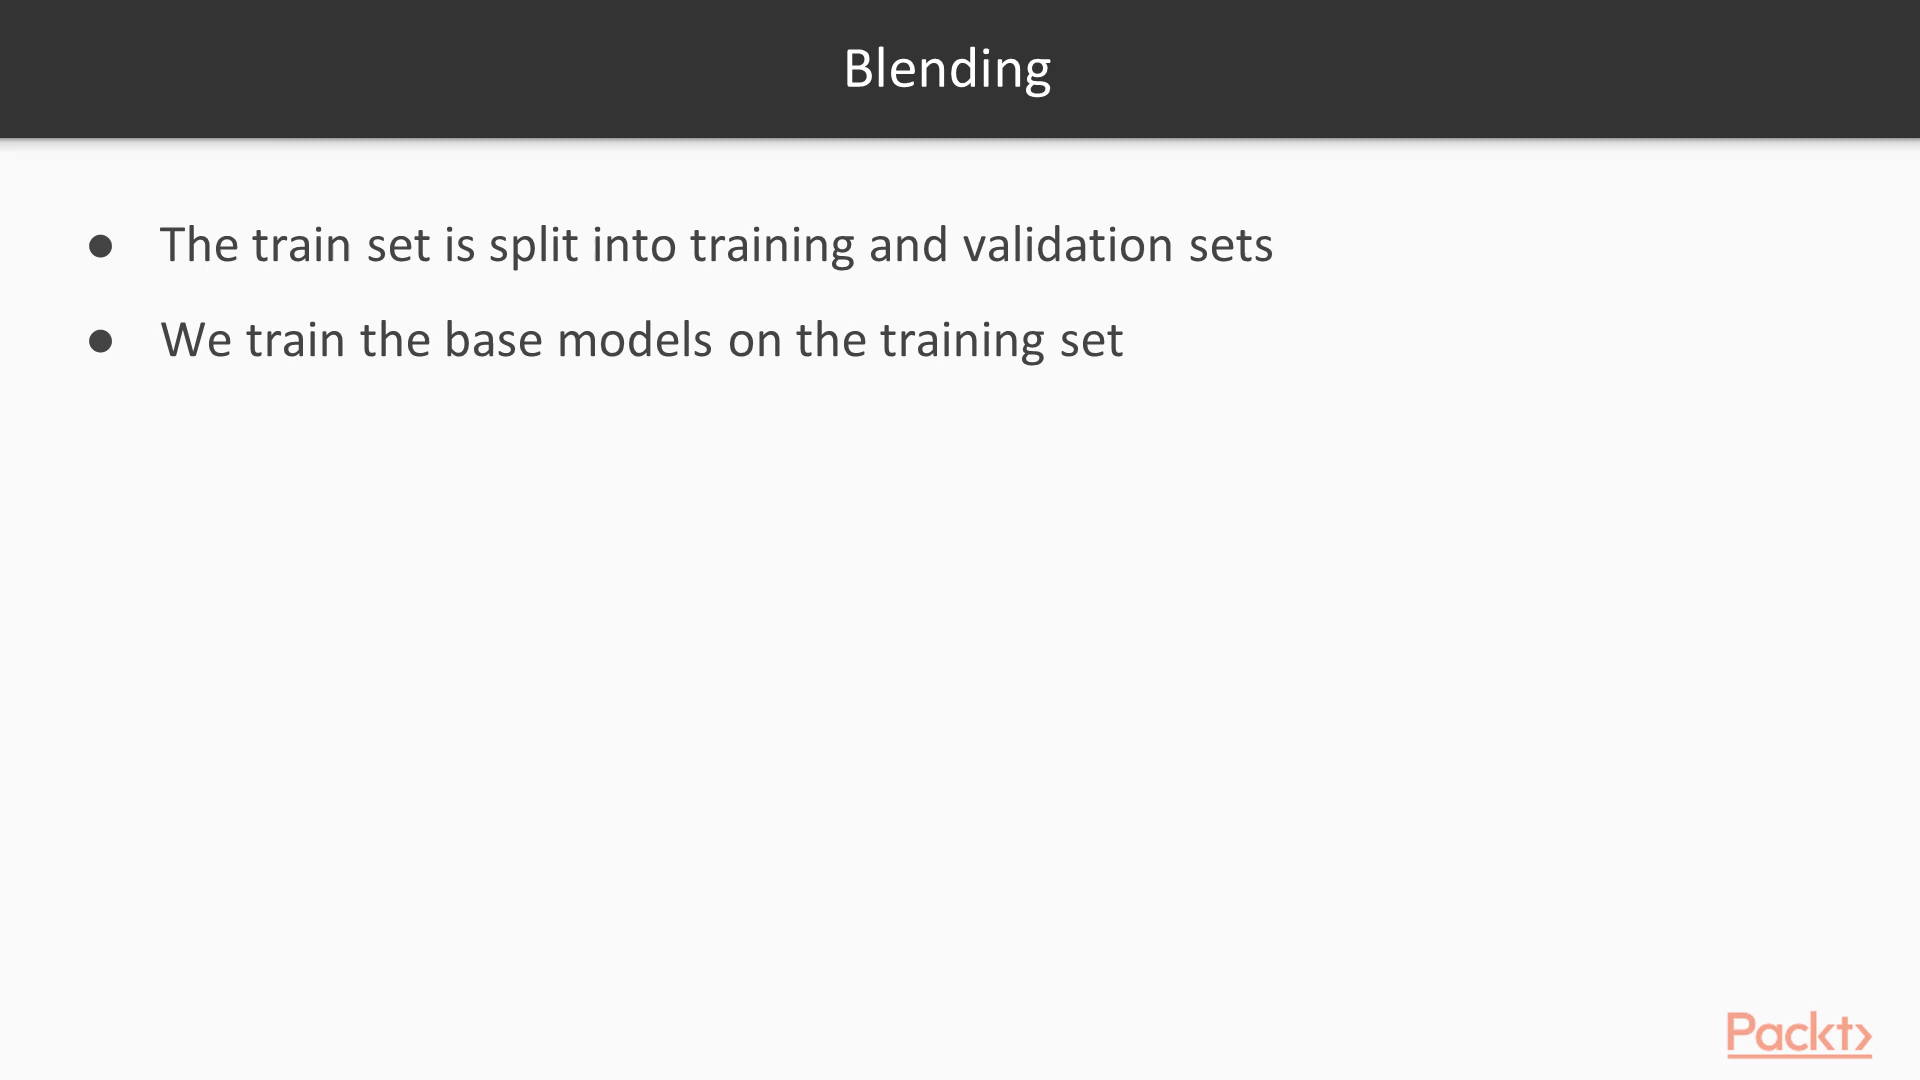 Blending
● The train set is split into training and validation sets
● We train the base models on the training set
Packt>